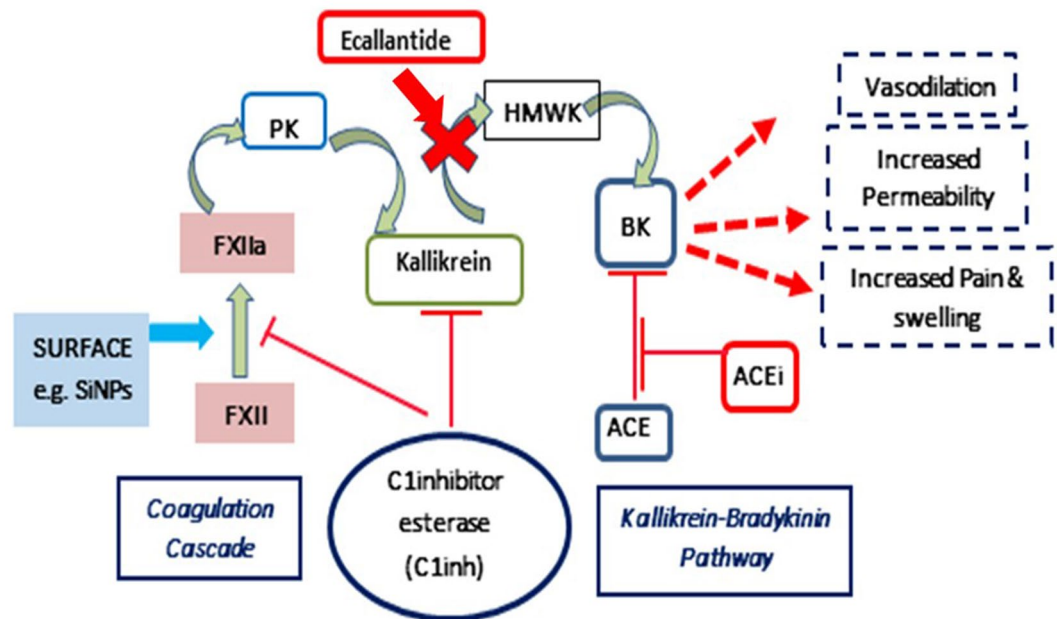 Ecallantide
PK
HMWK
Vasodilation
Increased
Permeability
FXIIa
Kallikrein
BK
Increased Pain &
swelling
SURFACE
e.g. SiNPs
FXII
ACEi
ACE
Coagulation
Cascade
C1inhibitor
esterase
(C1inh)
Kallikrein-Bradykinin
Pathway